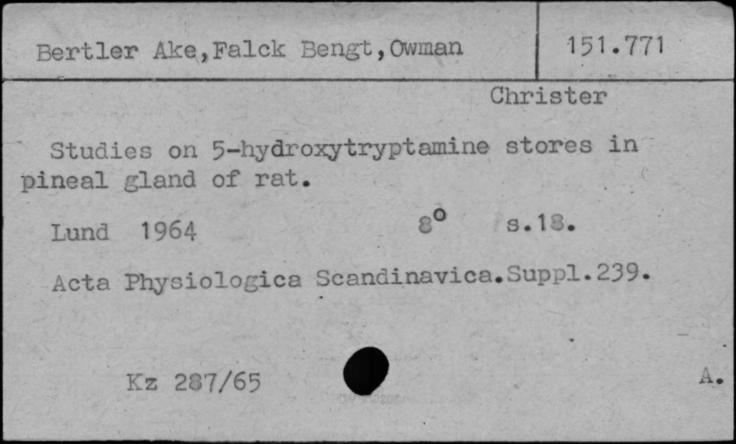 Bertler Ake,Falck Bengt,Owman 151.771
Christer
Studies on 5-hydroxytryptamine stores in
pineal gland of rat.
Lund 1964 8° s.18.
Acta Physiologica Scandinavica.Suppl.239.
Kz 287/65 A.